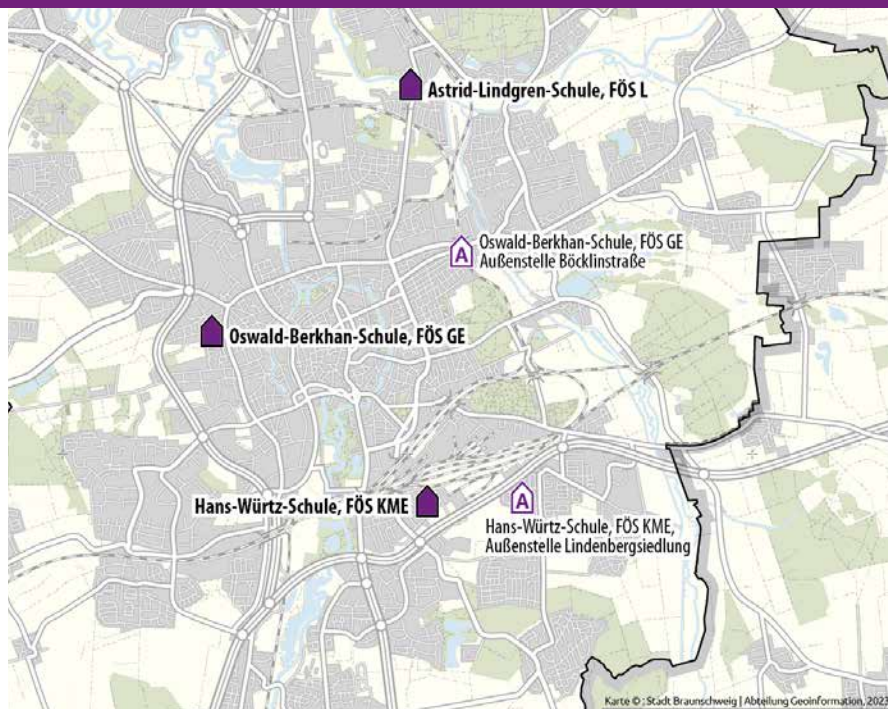 Astrid-Lindgren-Schule, FÖS L
A
Oswald-Berkhan-Schule, FÖS GE
Außenstelle Böcklinstraße
Oswald-Berkhan-Schule, FÖS GE
Hans-Würtz-Schule, FÖS KME
A
Hans-Würtz-Schule, FÖS KME,
Außenstelle Lindenbergsiedlung
Karte © : Stadt Braunschweig | Abteilung Geoinformation, 2023